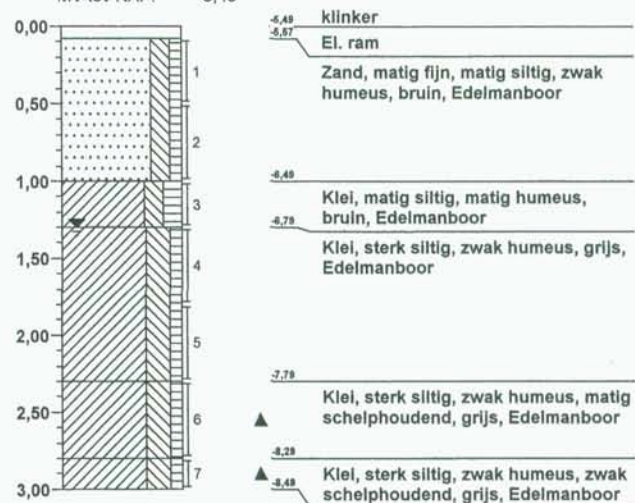 0,00
0,50
1,00
1,50
2,00
2,50
3,00
1
2
3
4
5
6
7
-5,49 klinker
-5,57
El. ram
Zand, matig fijn, matig siltig, zwak
humeus, bruin, Edelmanboor
-6,49
Klei, matig siltig, matig humeus,
bruin, Edelmanboor
-6,79
Klei, sterk siltig, zwak humeus, grijs,
Edelmanboor
-7,79
Klei, sterk siltig, zwak humeus, matig
schelphoudend, grijs, Edelmanboor
-8,29
Klei, sterk siltig, zwak humeus, zwak
-8,49 schelphoudend, grijs, Edelmanboor